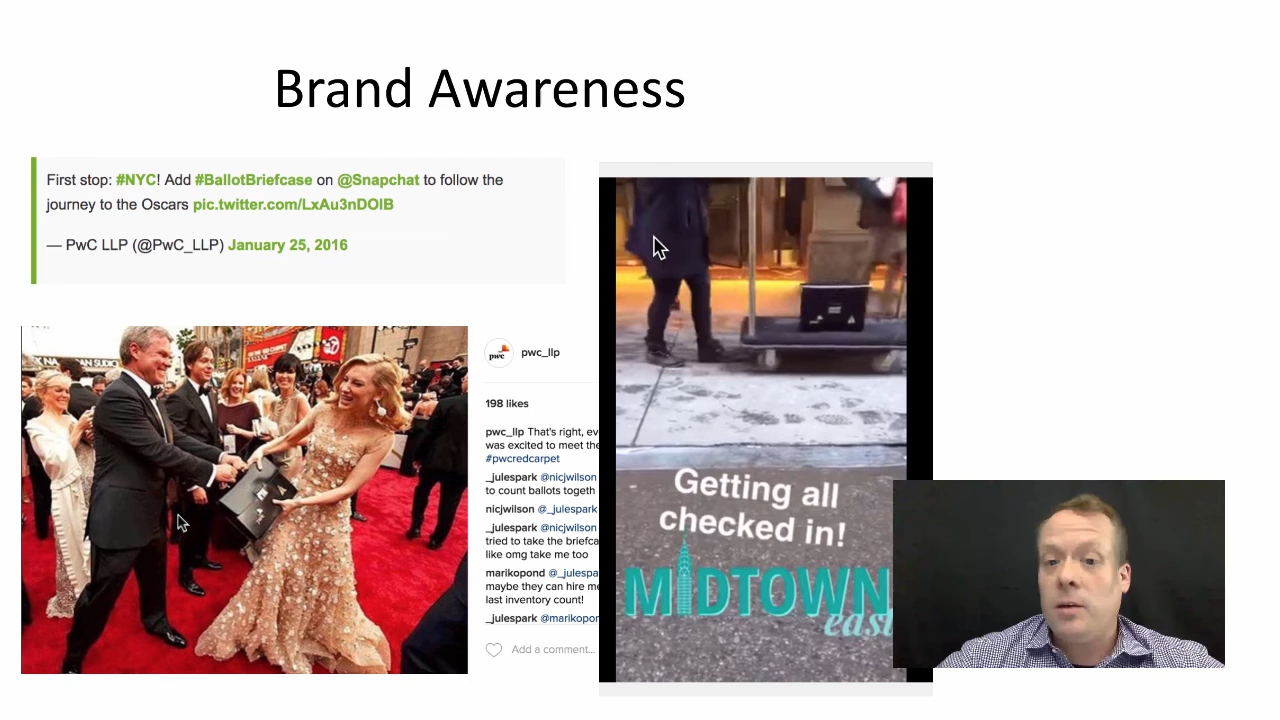 Brand Awareness
First stop: #NYC! Add #BallotBriefcase on @Snapchat to follow the
journey to the Oscars pic.twitter.com/LxAu3nDOlB
— PwC LLP (@PwC_LLP) January 25, 2016
pwc pwc_llp
198 likes
pwc_llp That's right, ev
was excited to meet the
#pwcredcarpet
_julespark @nicjwilson
to count ballots togeth
nicjwilson @_julespark
_julespark @nicjwilson
tried to take the briefca
like omg take me too
marikopond @_julespa
maybe they can hire me
last inventory count!
_julespark @marikopor
Add a comment...
Getting all
checked in!
MIDTOWN
east